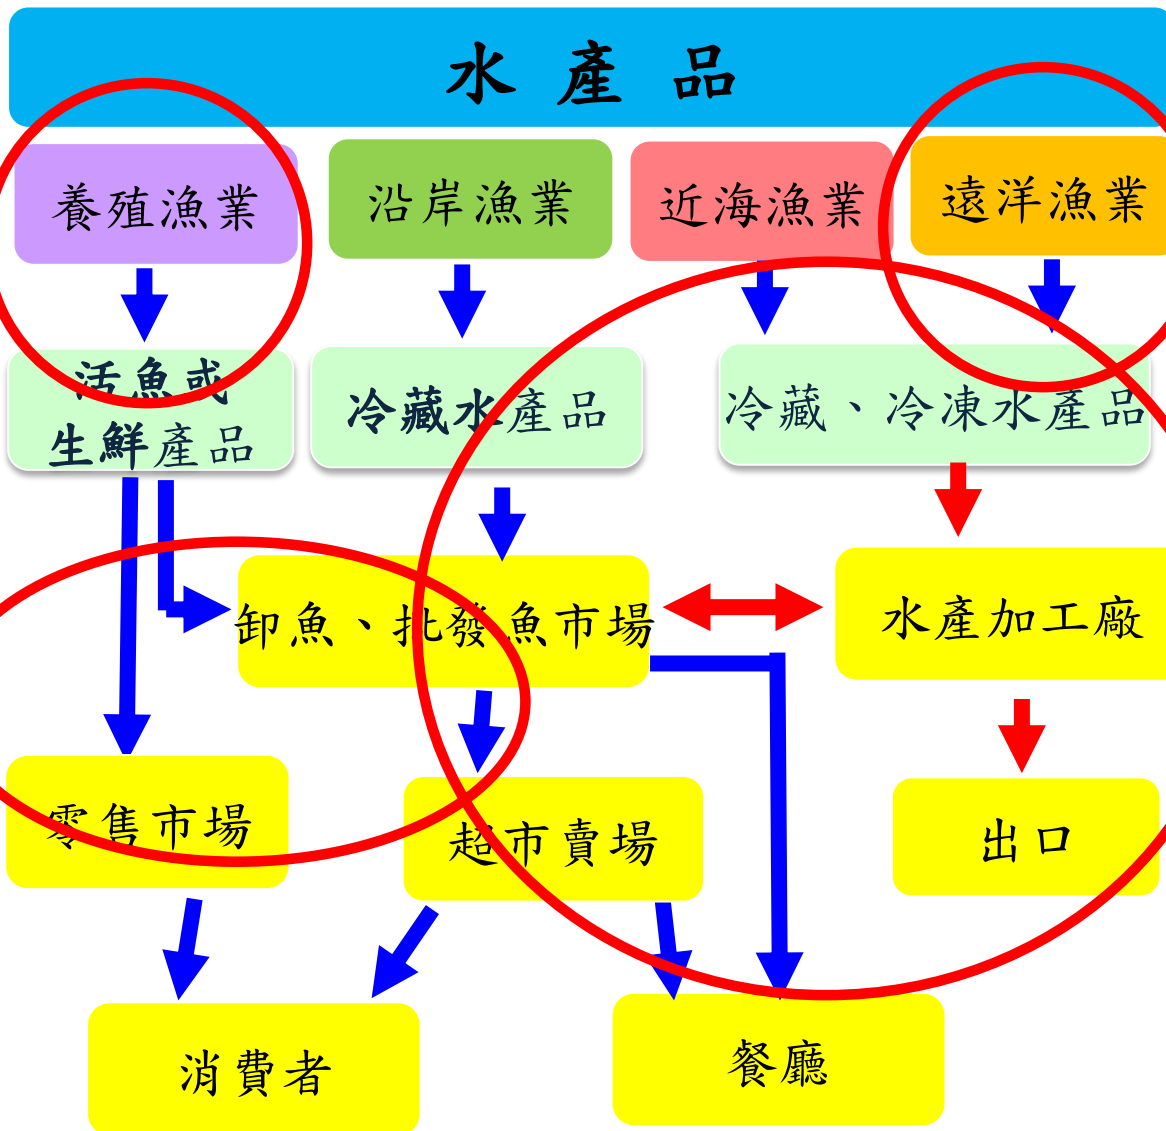 水 產 品
養殖漁業
沿岸漁業
近海漁業
遠洋漁業
活魚或
生鮮產品
冷藏水產品
冷藏、冷凍水產品
卸魚、批發魚市場
水產加工廠
零售市場
超市賣場
出口
消費者
餐廳